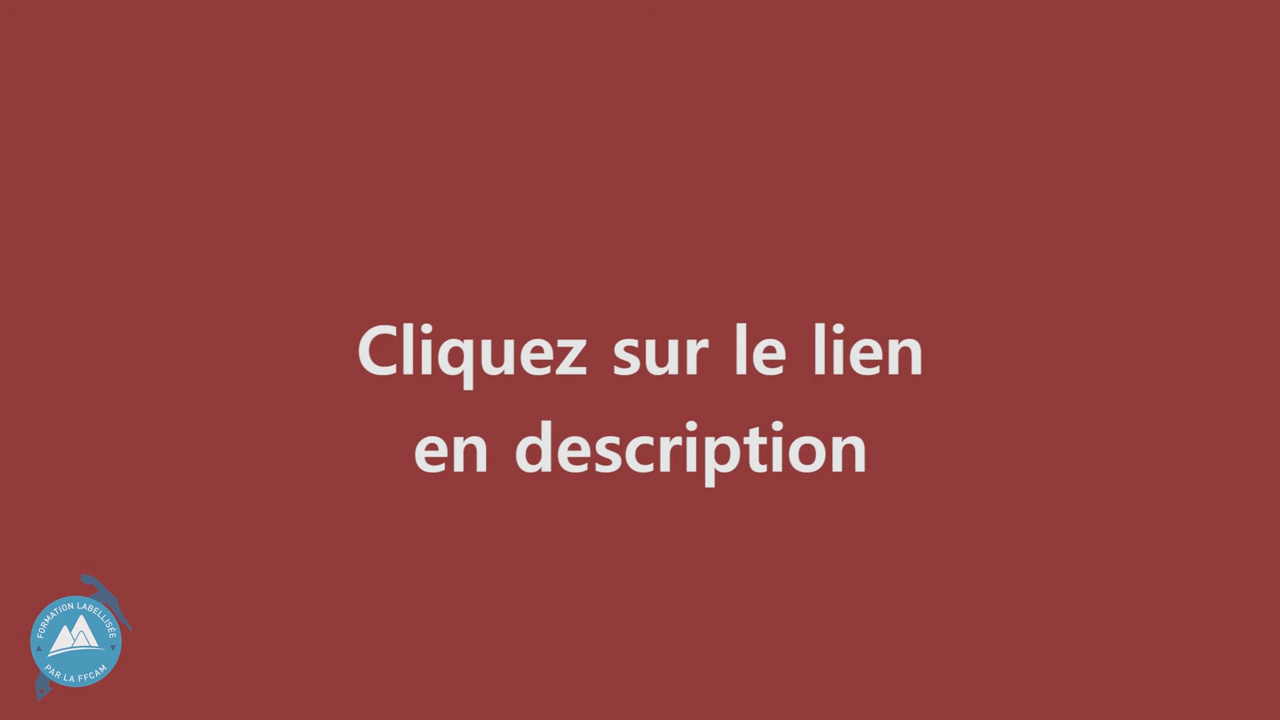 Cliquez sur le lien
en description
FORMATION LABELLISÉE
PAR LA FFCAM